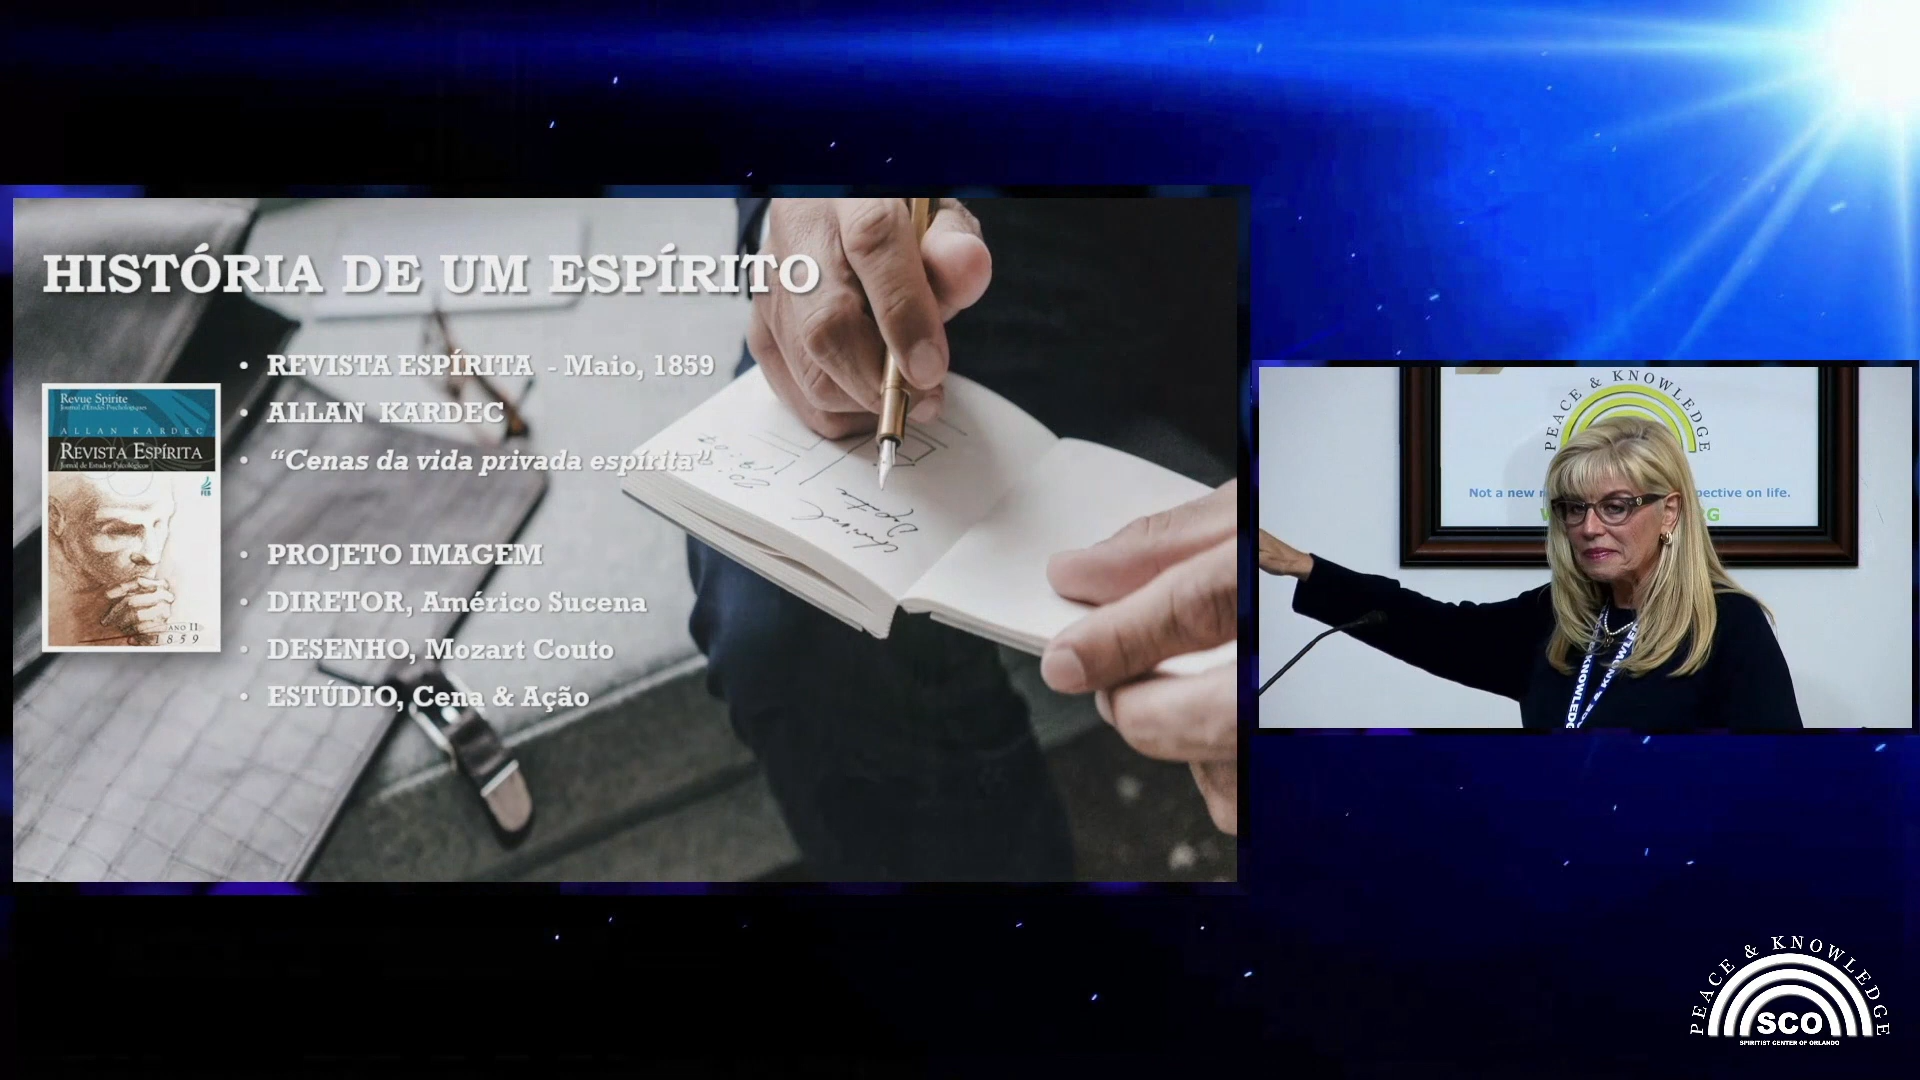 HISTÓRIA DE UM ESPÍRITO
• REVISTA ESPÍRITA - Maio, 1859
• ALLAN KARDEC
• “Cenas da vida privada espírita”
• PROJETO IMAGEM
• DIRETOR, Américo Sucena
• DESENHO, Mozart Couto
• ESTÚDIO, Cena & Ação
Revue Spirite
Journal d'Études Psychologiques
ALLAN KARDEC
REVISTA ESPÍRITA
Jornal de Estudos Psicológicos
FEB
ANO II
1859
PEACE & KNOWLEDGE
Not a new
pective on life.
RG
PEACE & KNOWLEDGE
SCO
SPIRITIST CENTER OF ORLANDO